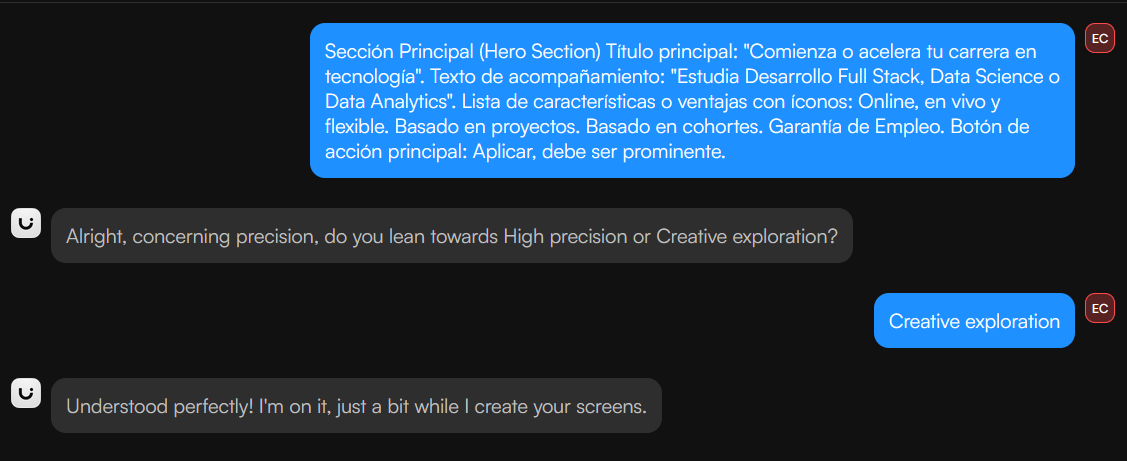 EC
Sección Principal (Hero Section) Título principal: "Comienza o acelera tu carrera en
tecnología". Texto de acompañamiento: "Estudia Desarrollo Full Stack, Data Science o
Data Analytics". Lista de características o ventajas con íconos: Online, en vivo y
flexible. Basado en proyectos. Basado en cohortes. Garantía de Empleo. Botón de
acción principal: Aplicar, debe ser prominente.
Alright, concerning precision, do you lean towards High precision or Creative exploration?
EC
Creative exploration
Understood perfectly! I'm on it, just a bit while I create your screens.